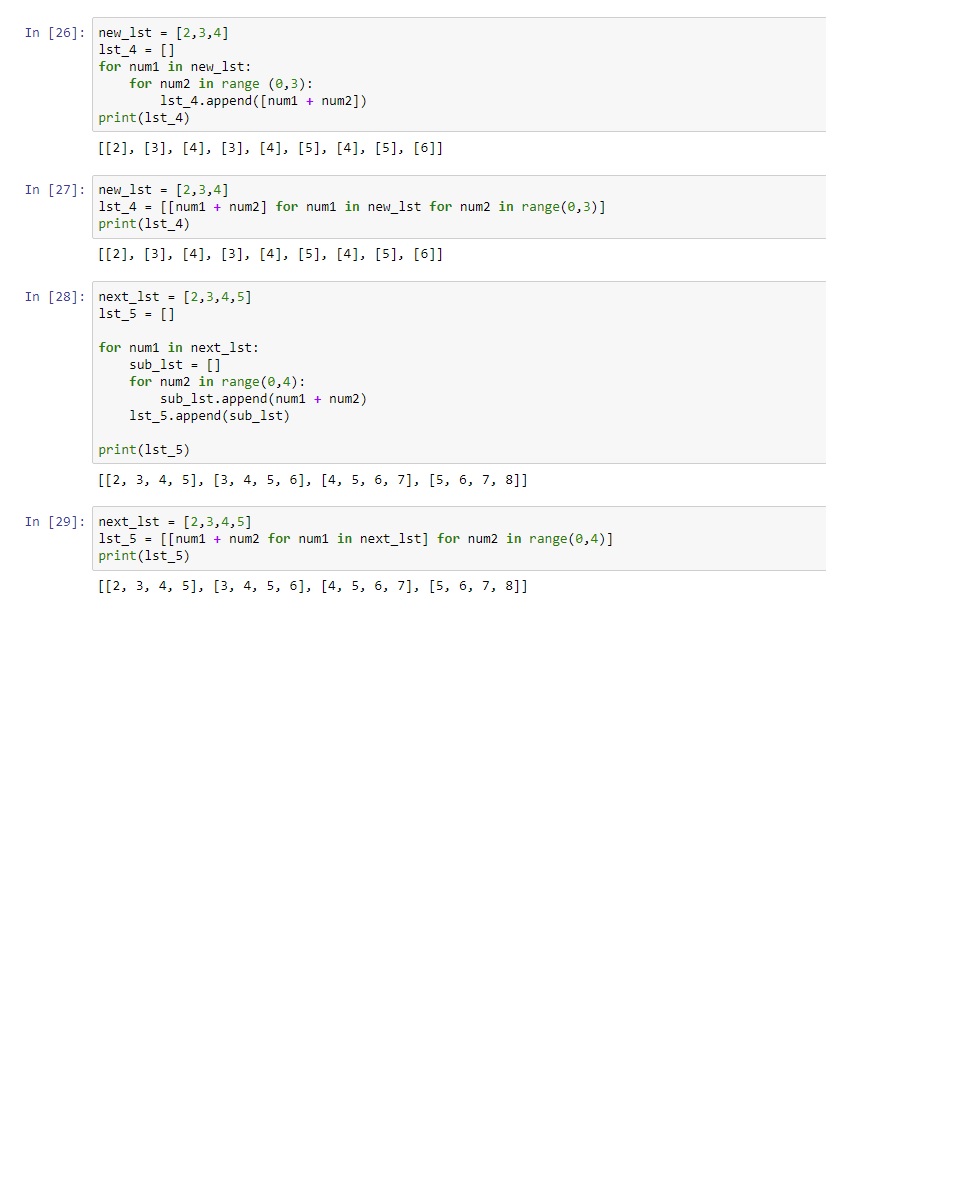 In [26]: new_lst = [2,3,4]
lst_4 = []
for num1 in new_lst:
    for num2 in range (0,3):
        lst_4.append([num1 + num2])
print(lst_4)
[[2], [3], [4], [3], [4], [5], [4], [5], [6]]
In [27]: new_lst = [2,3,4]
lst_4 = [[num1 + num2] for num1 in new_lst for num2 in range(0,3)]
print(lst_4)
[[2], [3], [4], [3], [4], [5], [4], [5], [6]]
In [28]: next_lst = [2,3,4,5]
lst_5 = []
for num1 in next_lst:
    sub_lst = []
    for num2 in range(0,4):
        sub_lst.append(num1 + num2)
    lst_5.append(sub_lst)
print(lst_5)
[[2, 3, 4, 5], [3, 4, 5, 6], [4, 5, 6, 7], [5, 6, 7, 8]]
In [29]: next_lst = [2,3,4,5]
lst_5 = [[num1 + num2 for num1 in next_lst] for num2 in range(0,4)]
print(lst_5)
[[2, 3, 4, 5], [3, 4, 5, 6], [4, 5, 6, 7], [5, 6, 7, 8]]